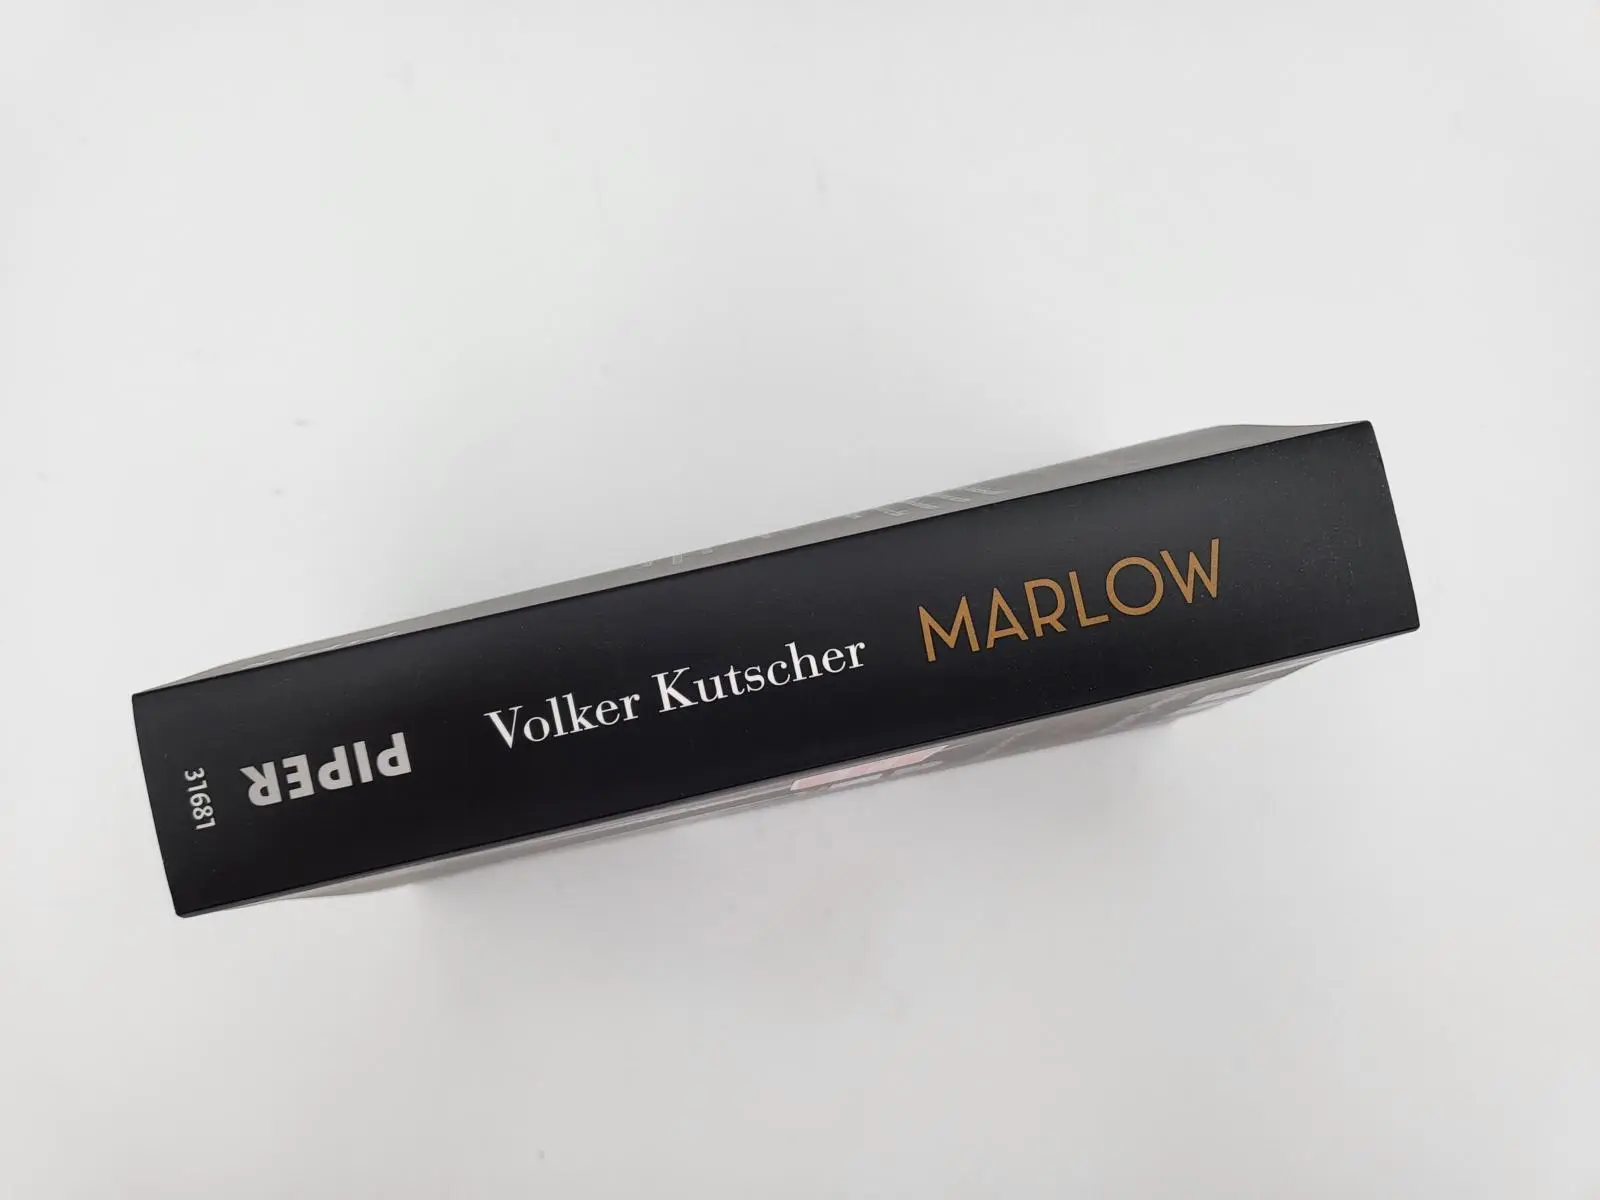 Volker Kutscher MARLOW
PIPER
31681